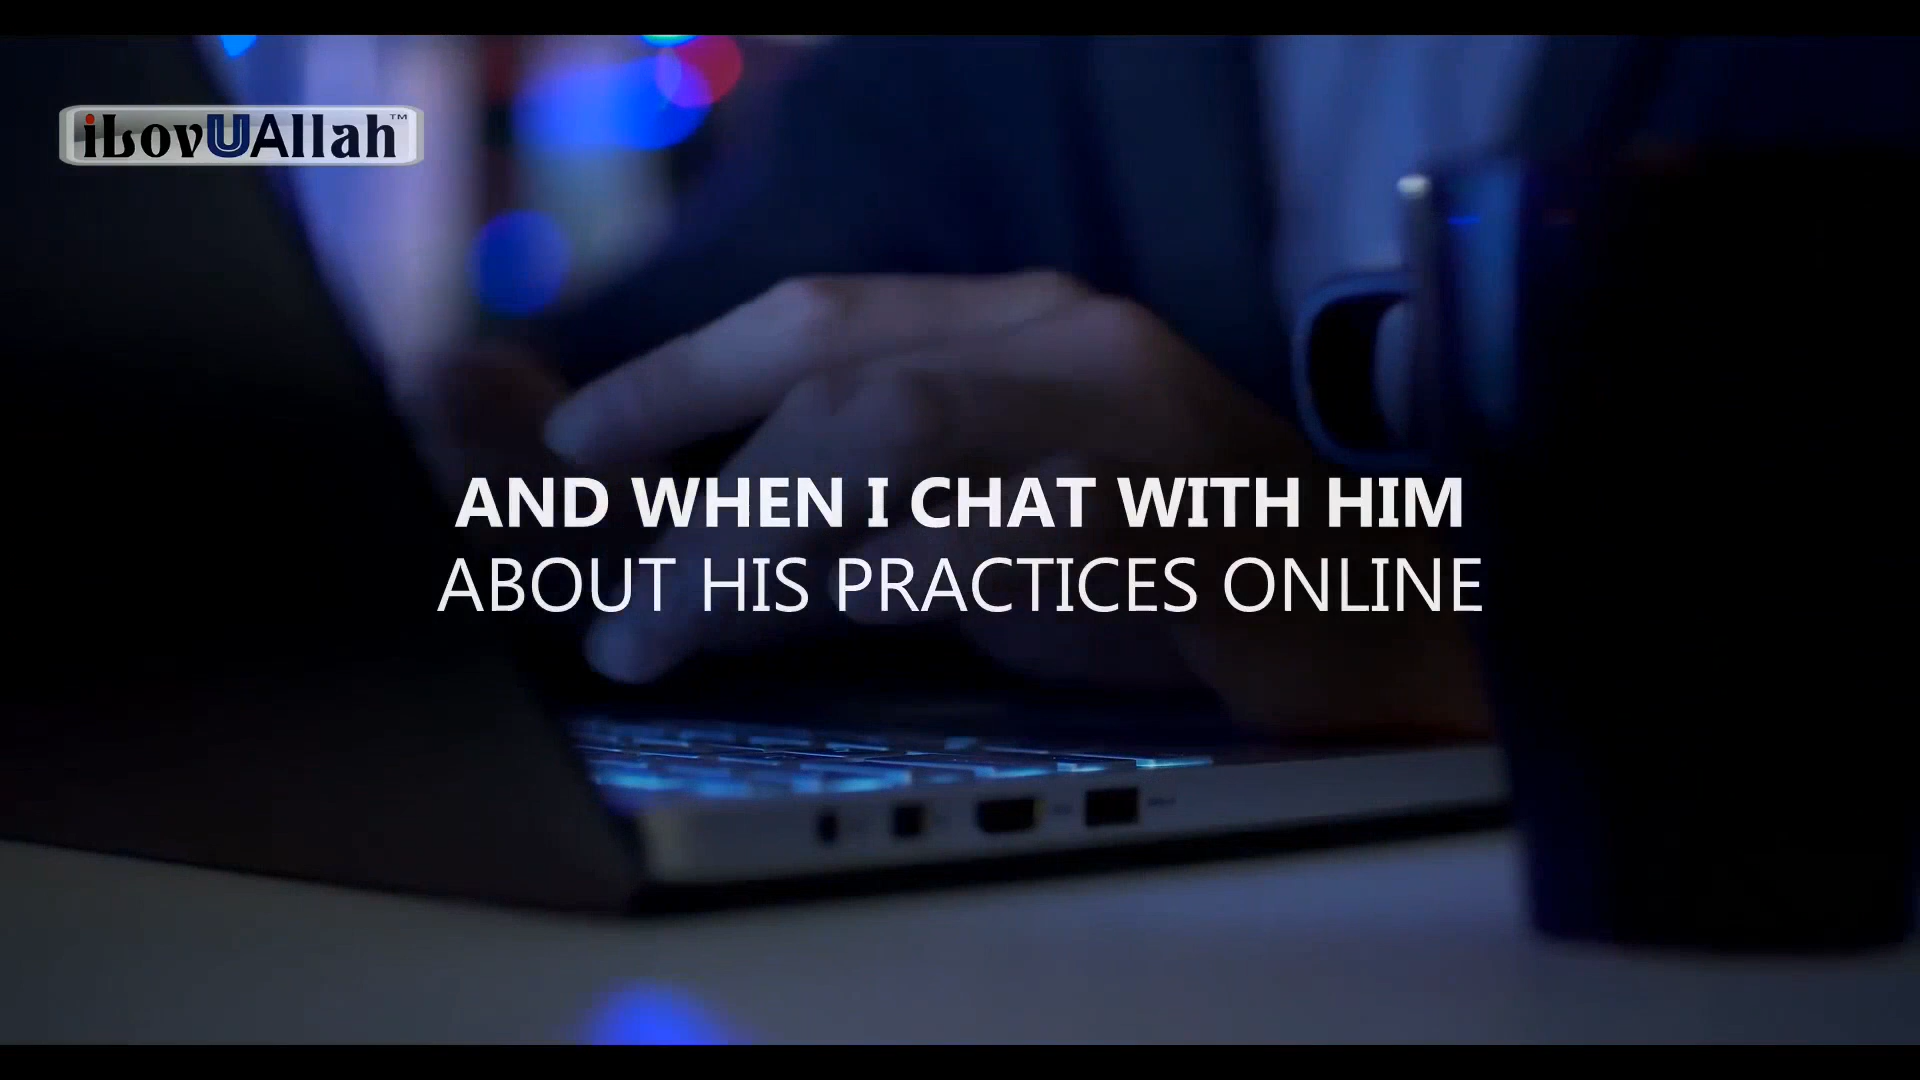 iLovUAllah™
AND WHEN I CHAT WITH HIM
ABOUT HIS PRACTICES ONLINE